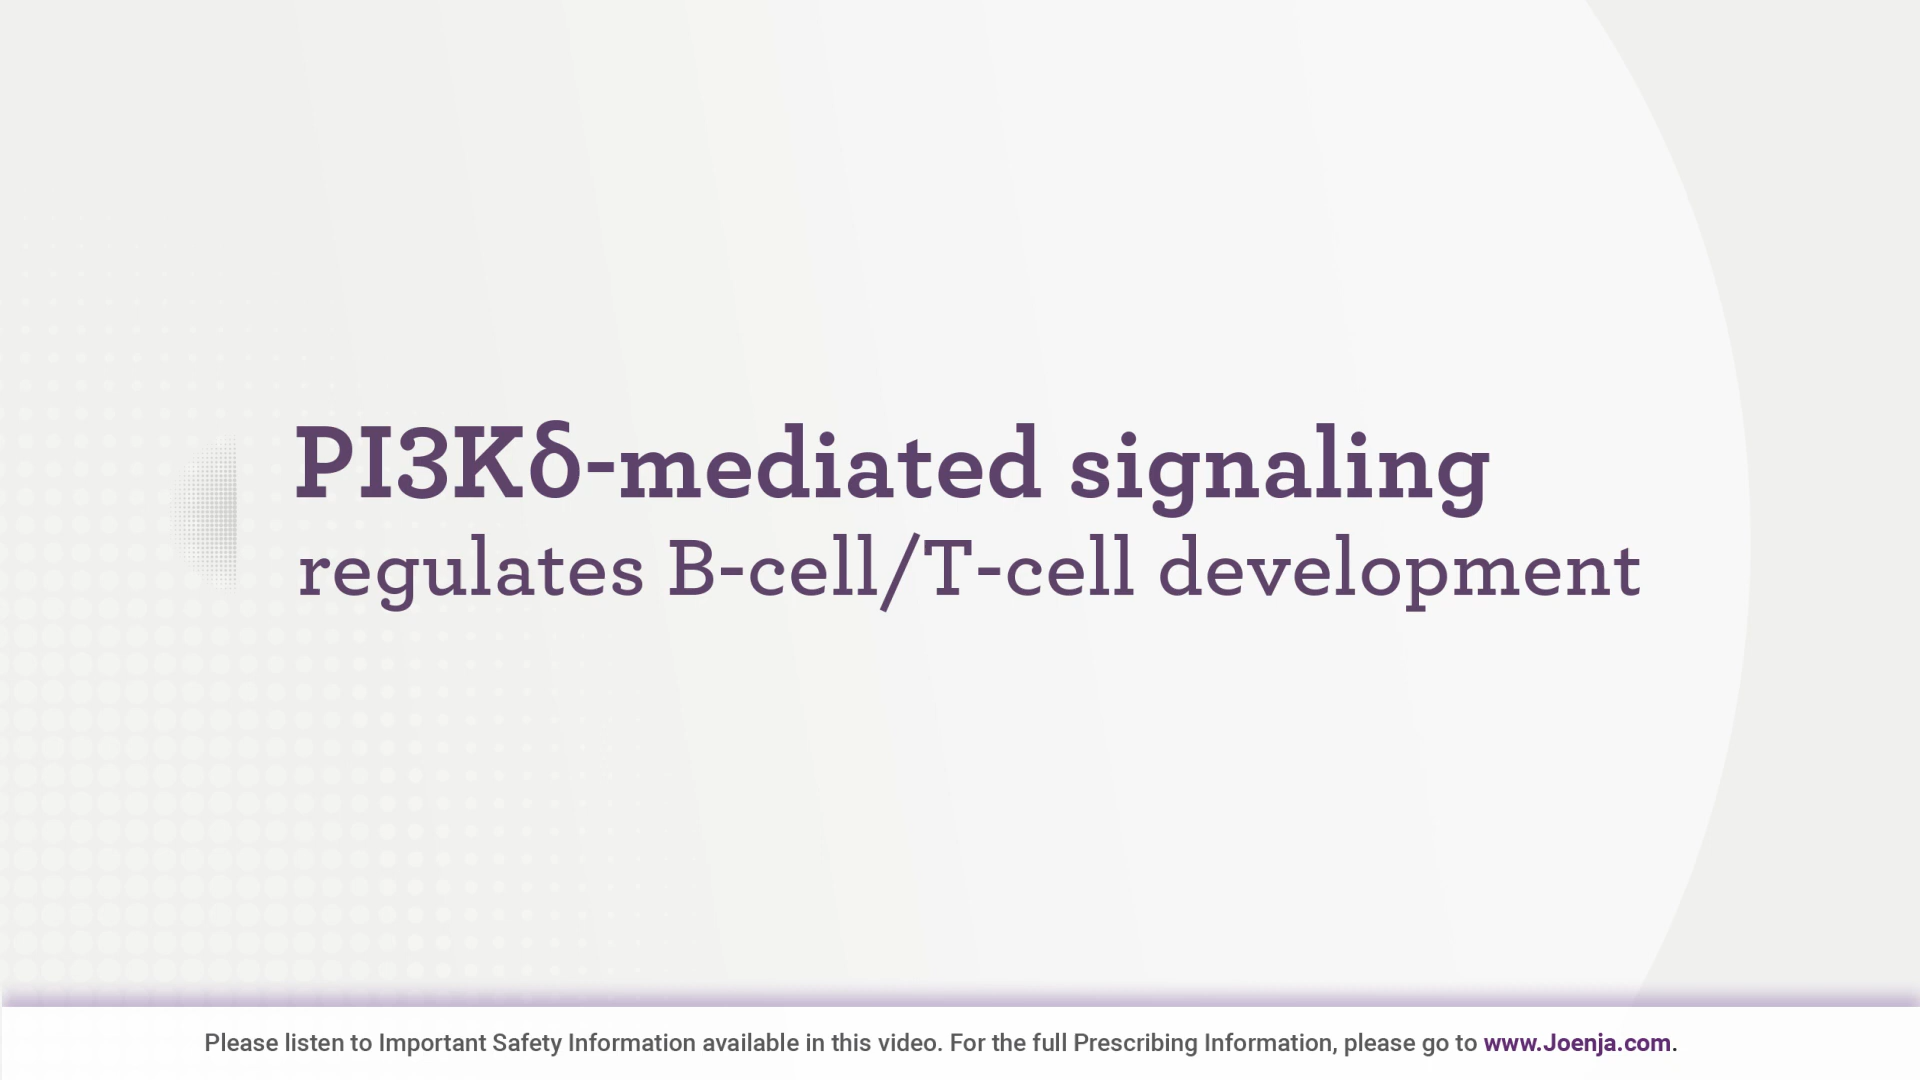 PI3Kδ-mediated signaling
regulates B-cell/T-cell development
Please listen to Important Safety Information available in this video. For the full Prescribing Information, please go to www.Joenja.com.